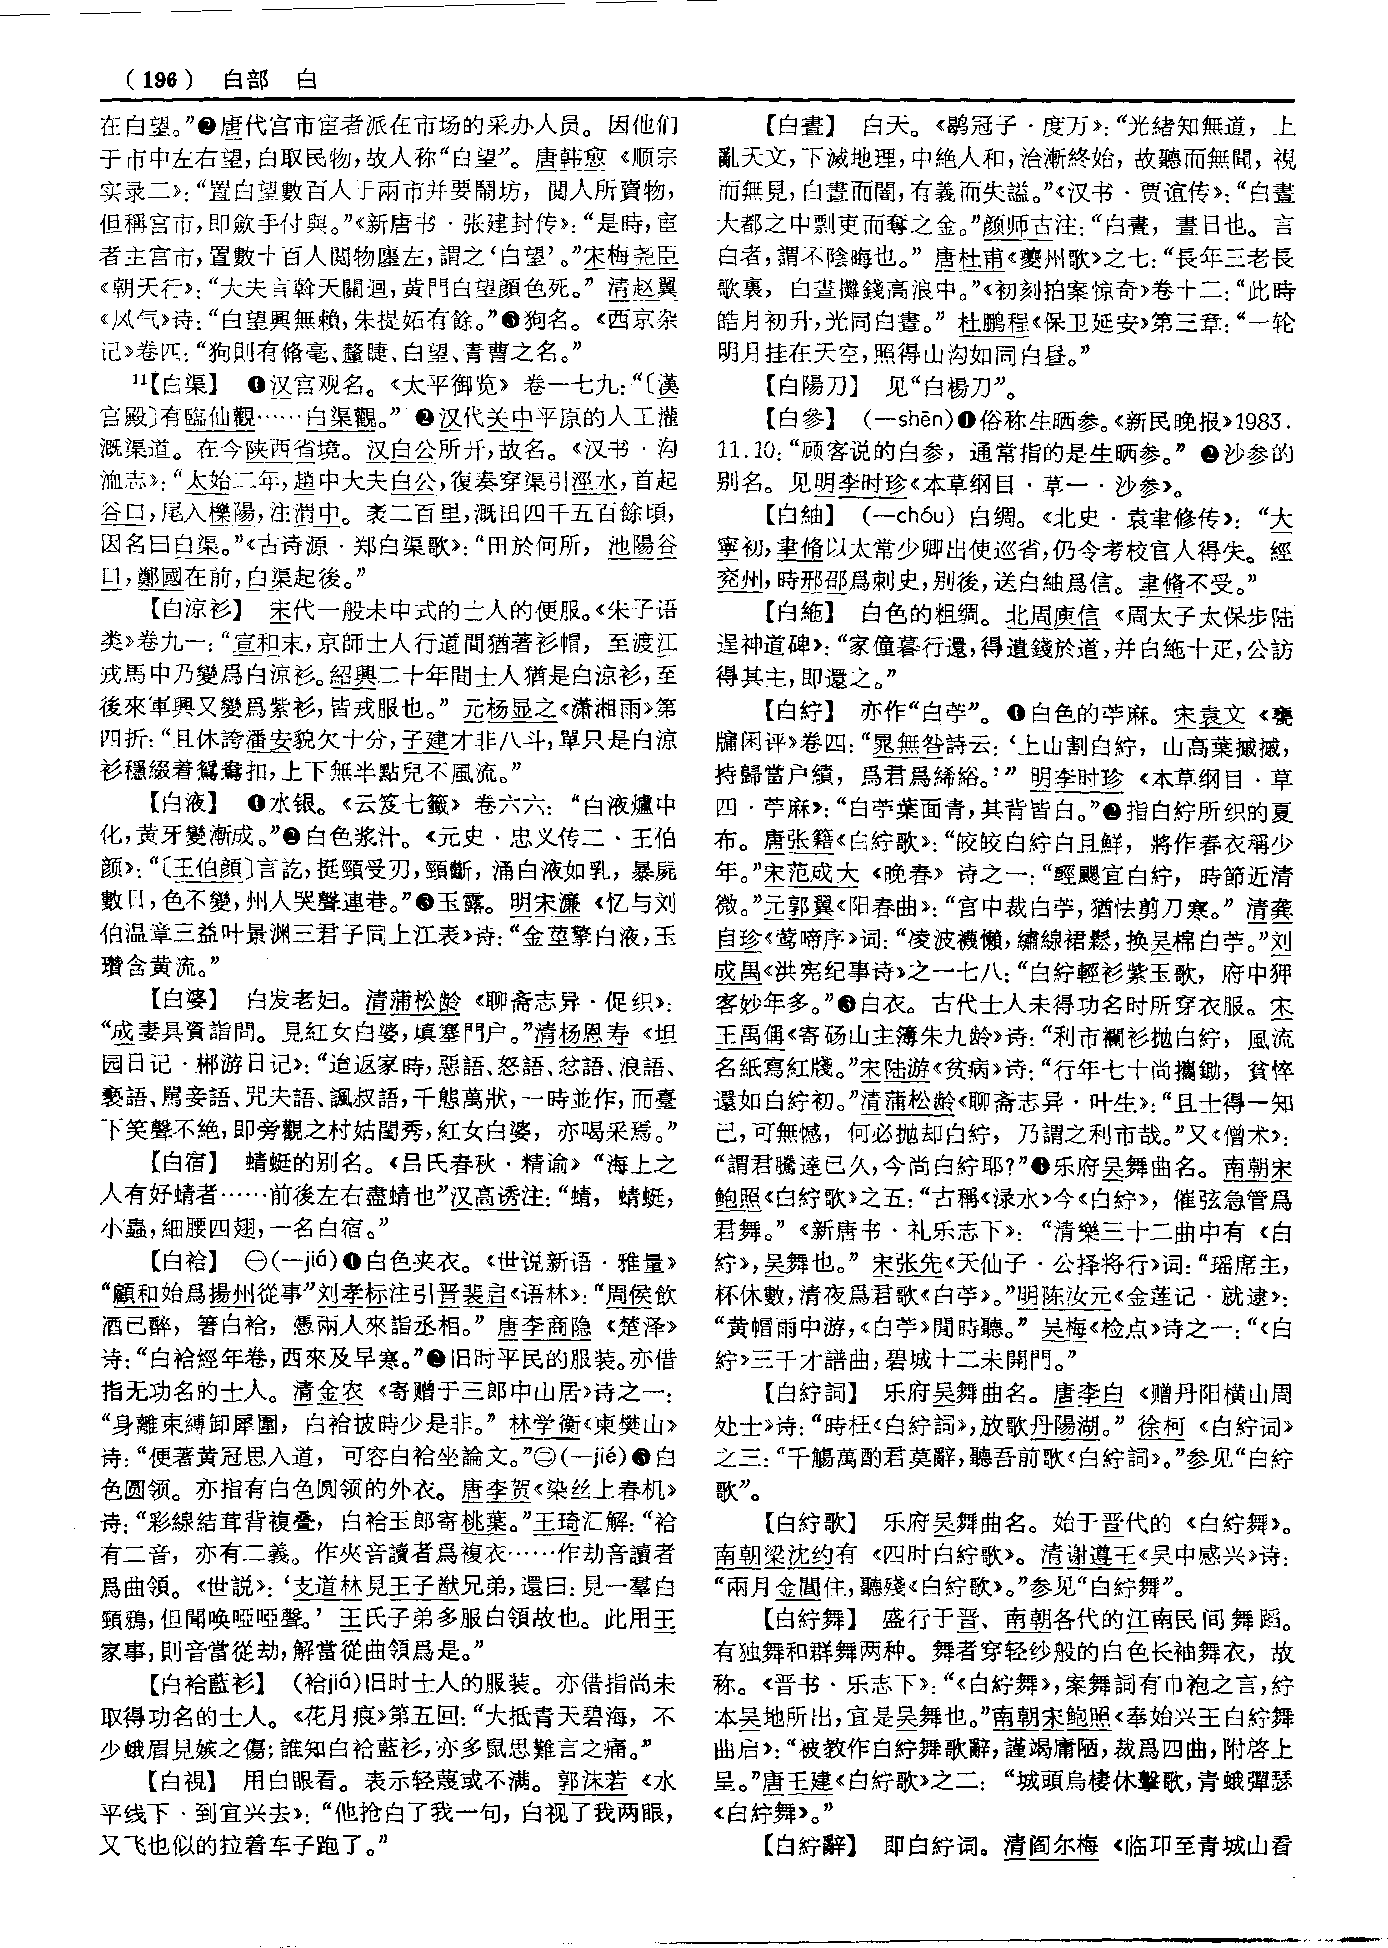 （196） 白部 白
在白望。”❷唐代宫市宦者派在市场的采办人员。因他们
于市中左右望，白取民物，故人称“白望”。唐韩愈《顺宗
实录二》：“置白望數百人于兩市并要鬧坊，閲人所賣物，
但稱宫市，即斂手付與。”《新唐书·张建封传》：“是時，宦
者主宫市，置數十百人閲物廛左，謂之‘白望’。”宋梅尧臣
《朝天行》：“大夫言幹天關迴，黄門白望顔色死。”清赵翼
《风气》诗：“白望興無賴，朱提妬有餘。”❸狗名。《西京杂
记》卷四：“狗則有脩毫、釐睫、白望、青曹之名。”
11【白渠】 ❶汉宫观名。《太平御览》卷一七九：“〔漢
宫殿〕有臨仙觀……白渠觀。”❷汉代关中平原的人工灌
溉渠道。在今陕西省境。汉白公所开，故名。《汉书·沟
洫志》：“太始二年，趙中大夫白公，復奏穿渠引涇水，首起
谷口，尾入櫟陽，注渭中。袤二百里，溉田四千五百餘頃，
因名曰白渠。”《古诗源·郑白渠歌》：“田於何所，池陽谷
口，鄭國在前，白渠起後。”
【白涼衫】 宋代一般未中式的士人的便服。《朱子语
类》卷九一：“宣和末，京師士人行道間猶著衫帽，至渡江
戎馬中乃變爲白涼衫。紹興二十年間士人猶是白涼衫，至
後來軍興又變爲紫衫，皆戎服也。”元杨显之《潇湘雨》第
四折：“且休誇潘安貌欠十分，子建才非八斗，單只是白涼
衫穩綴着鴛鴦扣，上下無半點兒不風流。”
【白液】 ❶水银。《云笈七籤》卷六六：“白液爐中
化，黄牙變漸成。”❷白色浆汁。《元史·忠义传二·王伯
颜》：“〔王伯顔〕言訖，挺頸受刃，頸斷，涌白液如乳，暴屍
數日，色不變，州人哭聲連巷。”❸玉露。明宋濂《忆与刘
伯温章三益叶景渊三君子同上江表》诗：“金莖擎白液，玉
瓚含黄流。”
【白婆】 白发老妇。清蒲松龄《聊斋志异·促织》：
“成妻具貲詣問。見紅女白婆，填塞門户。”清杨恩寿《坦
园日记·郴游日记》：“迨返家時，惡語、怒語、忿語、浪語、
褻語、駡妾語、咒夫語、諷叔語，千態萬狀，一時並作，而臺
下笑聲不絶，即旁觀之村姑閨秀，紅女白婆，亦喝采焉。”
【白宿】 蜻蜓的别名。《吕氏春秋·精谕》“海上之
人有好蜻者……前後左右盡蜻也”汉高诱注：“蜻，蜻蜓，
小蟲，細腰四翅，一名白宿。”
【白袷】 ㊀(—jiá)❶白色夹衣。《世说新语·雅量》
“顧和始爲揚州從事”刘孝标注引晋裴启《语林》：“周侯飲
酒已醉，著白袷，憑兩人來詣丞相。”唐李商隐《楚泽》
诗：“白袷經年卷，西來及早寒。”❷旧时平民的服装。亦借
指无功名的士人。清金农《寄赠于三郎中山居》诗之一：
“身離束縛卸犀圍，白袷披時少是非。”林学衡《柬樊山》
诗：“便著黄冠思入道，可容白袷坐論文。”㊁(—jié)❸白
色圆领。亦指有白色圆领的外衣。唐李贺《染丝上春机》
诗：“彩線結茸背複叠，白袷玉郎寄桃葉。”王琦汇解：“袷
有二音，亦有二義。作夾音讀者爲複衣……作劫音讀者
爲曲領。《世説》：‘支道林見王子猷兄弟，還曰：見一羣白
頸鴉，但聞唤啞啞聲。’王氏子弟多服白領故也。此用王
家事，則音當從劫，解當從曲領爲是。”
【白袷藍衫】 (袷jiá)旧时士人的服装。亦借指尚未
取得功名的士人。《花月痕》第五回：“大抵青天碧海，不
少蛾眉見嫉之傷；誰知白袷藍衫，亦多鼠思難言之痛。”
【白視】 用白眼看。表示轻蔑或不满。郭沫若《水
平线下·到宜兴去》：“他抢白了我一句，白视了我两眼，
又飞也似的拉着车子跑了。”
【白晝】 白天。《鹖冠子·度万》：“光緒知無道，上
亂天文，下滅地理，中絶人和，治漸終始，故聽而無聞，視
而無見，白晝而闇，有義而失謚。”《汉书·贾谊传》：“白晝
大都之中剽吏而奪之金。”颜师古注：“白晝，晝日也。言
白者，謂不陰晦也。”唐杜甫《夔州歌》之七：“長年三老長
歌裏，白晝攤錢高浪中。”《初刻拍案惊奇》卷十二：“此時
皓月初升，光同白晝。”杜鹏程《保卫延安》第三章：“一轮
明月挂在天空，照得山沟如同白昼。”
【白陽刀】 见“白楊刀”。
【白參】 (—shēn)❶俗称生晒参。《新民晚报》1983.
11.10：“顾客说的白参，通常指的是生晒参。”❷沙参的
别名。见明李时珍《本草纲目·草一·沙参》。
【白紬】 (—chóu) 白绸。《北史·袁聿修传》：“大
寧初，聿脩以太常少卿出使巡省，仍令考校官人得失。經
兖州，時邢邵爲刺史，别後，送白紬爲信。聿脩不受。”
【白絁】 白色的粗绸。北周庾信《周太子太保步陆
逞神道碑》：“家僮暮行還，得遺錢於道，并白絁十疋，公訪
得其主，即還之。”
【白紵】 亦作“白苧”。❶白色的苧麻。宋袁文《甕
牖闲评》卷四：“晁無咎詩云：‘上山割白紵，山高葉摵摵，
持歸當户績，爲君爲絺綌。’”明李时珍《本草纲目·草
四·苧麻》：“白苧葉面青，其背皆白。”❷指白紵所织的夏
布。唐张籍《白紵歌》：“皎皎白紵白且鮮，將作春衣稱少
年。”宋范成大《晚春》诗之一：“輕颸宜白紵，時節近清
微。”元郭翼《阳春曲》：“宫中裁白苧，猶怯剪刀寒。”清龚
自珍《莺啼序》词：“凌波襪懶，繡線裙鬆，换吴棉白苧。”刘
成禺《洪宪纪事诗》之一七八：“白紵輕衫紫玉歌，府中狎
客妙年多。”❸白衣。古代士人未得功名时所穿衣服。宋
王禹偁《寄砀山主簿朱九龄》诗：“利市襴衫抛白紵，風流
名紙寫紅牋。”宋陆游《贫病》诗：“行年七十尚攜鋤，貧悴
還如白紵初。”清蒲松龄《聊斋志异·叶生》：“且士得一知
己，可無憾，何必抛却白紵，乃謂之利市哉。”又《僧术》：
“謂君騰達已久，今尚白紵耶？”❹乐府吴舞曲名。南朝宋
鲍照《白紵歌》之五：“古稱《渌水》今《白紵》，催弦急管爲
君舞。”《新唐书·礼乐志下》：“清樂三十二曲中有《白
紵》，吴舞也。”宋张先《天仙子·公择将行》词：“瑶席主，
杯休數，清夜爲君歌《白苧》。”明陈汝元《金莲记·就逮》：
“黄帽雨中游，《白苧》閒時聽。”吴梅《检点》诗之一：“《白
紵》三千才譜曲，碧城十二未開門。”
【白紵詞】 乐府吴舞曲名。唐李白《赠丹阳横山周
处士》诗：“時枉《白紵詞》，放歌丹陽湖。”徐柯《白紵词》
之三：“千觴萬酌君莫辭，聽吾前歌《白紵詞》。”参见“白紵
歌”。
【白紵歌】 乐府吴舞曲名。始于晋代的《白紵舞》。
南朝梁沈约有《四时白紵歌》。清谢遵王《吴中感兴》诗：
“兩月金閶住，聽殘《白紵歌》。”参见“白紵舞”。
【白紵舞】 盛行于晋、南朝各代的江南民间舞蹈。
有独舞和群舞两种。舞者穿轻纱般的白色长袖舞衣，故
称。《晋书·乐志下》：“《白紵舞》，案舞詞有巾袍之言，紵
本吴地所出，宜是吴舞也。”南朝宋鲍照《奉始兴王白紵舞
曲启》：“被教作白紵舞歌辭，謹竭庸陋，裁爲四曲，附啓上
呈。”唐王建《白紵歌》之二：“城頭烏棲休擊歌，青蛾彈瑟
《白紵舞》。”
【白紵辭】 即白紵词。清阎尔梅《临邛至青城山看